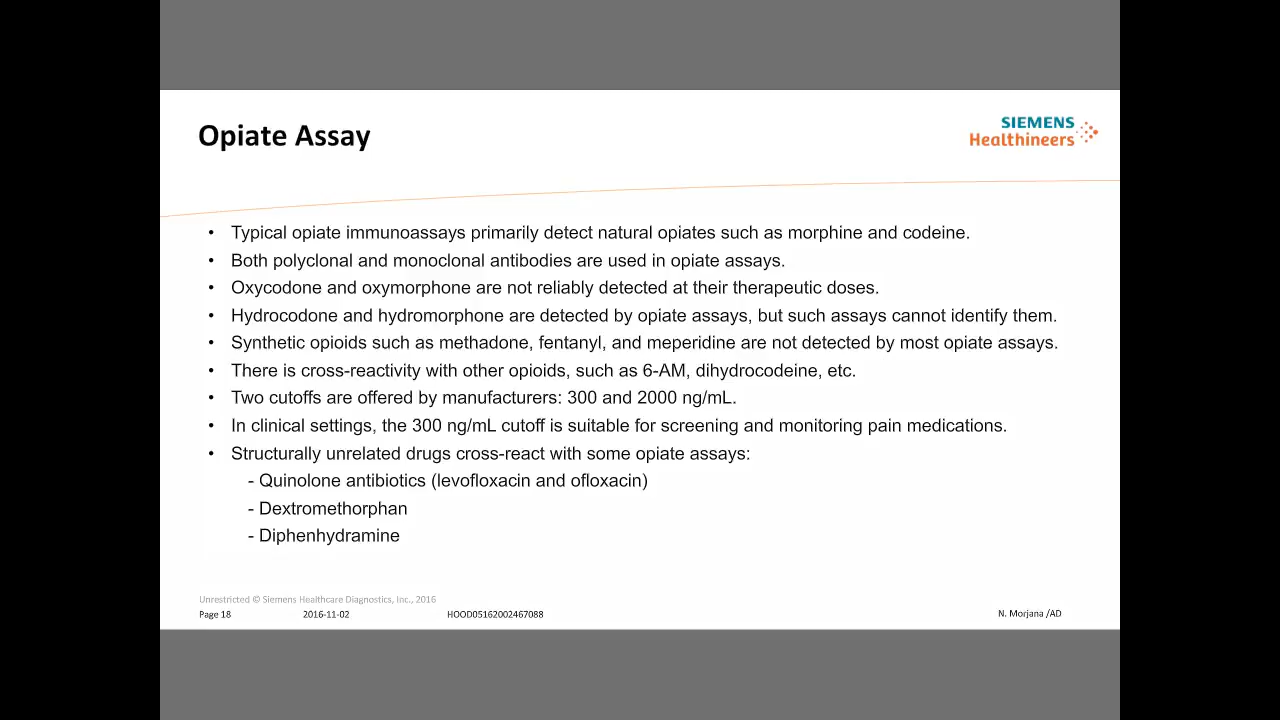 Opiate Assay
SIEMENS
Healthineers
• Typical opiate immunoassays primarily detect natural opiates such as morphine and codeine.
• Both polyclonal and monoclonal antibodies are used in opiate assays.
• Oxycodone and oxymorphone are not reliably detected at their therapeutic doses.
• Hydrocodone and hydromorphone are detected by opiate assays, but such assays cannot identify them.
• Synthetic opioids such as methadone, fentanyl, and meperidine are not detected by most opiate assays.
• There is cross-reactivity with other opioids, such as 6-AM, dihydrocodeine, etc.
• Two cutoffs are offered by manufacturers: 300 and 2000 ng/mL.
• In clinical settings, the 300 ng/mL cutoff is suitable for screening and monitoring pain medications.
• Structurally unrelated drugs cross-react with some opiate assays:
- Quinolone antibiotics (levofloxacin and ofloxacin)
- Dextromethorphan
- Diphenhydramine
Unrestricted © Siemens Healthcare Diagnostics, Inc., 2016
Page 18 2016-11-02 HOOD05162002467088 N. Morjana /AD